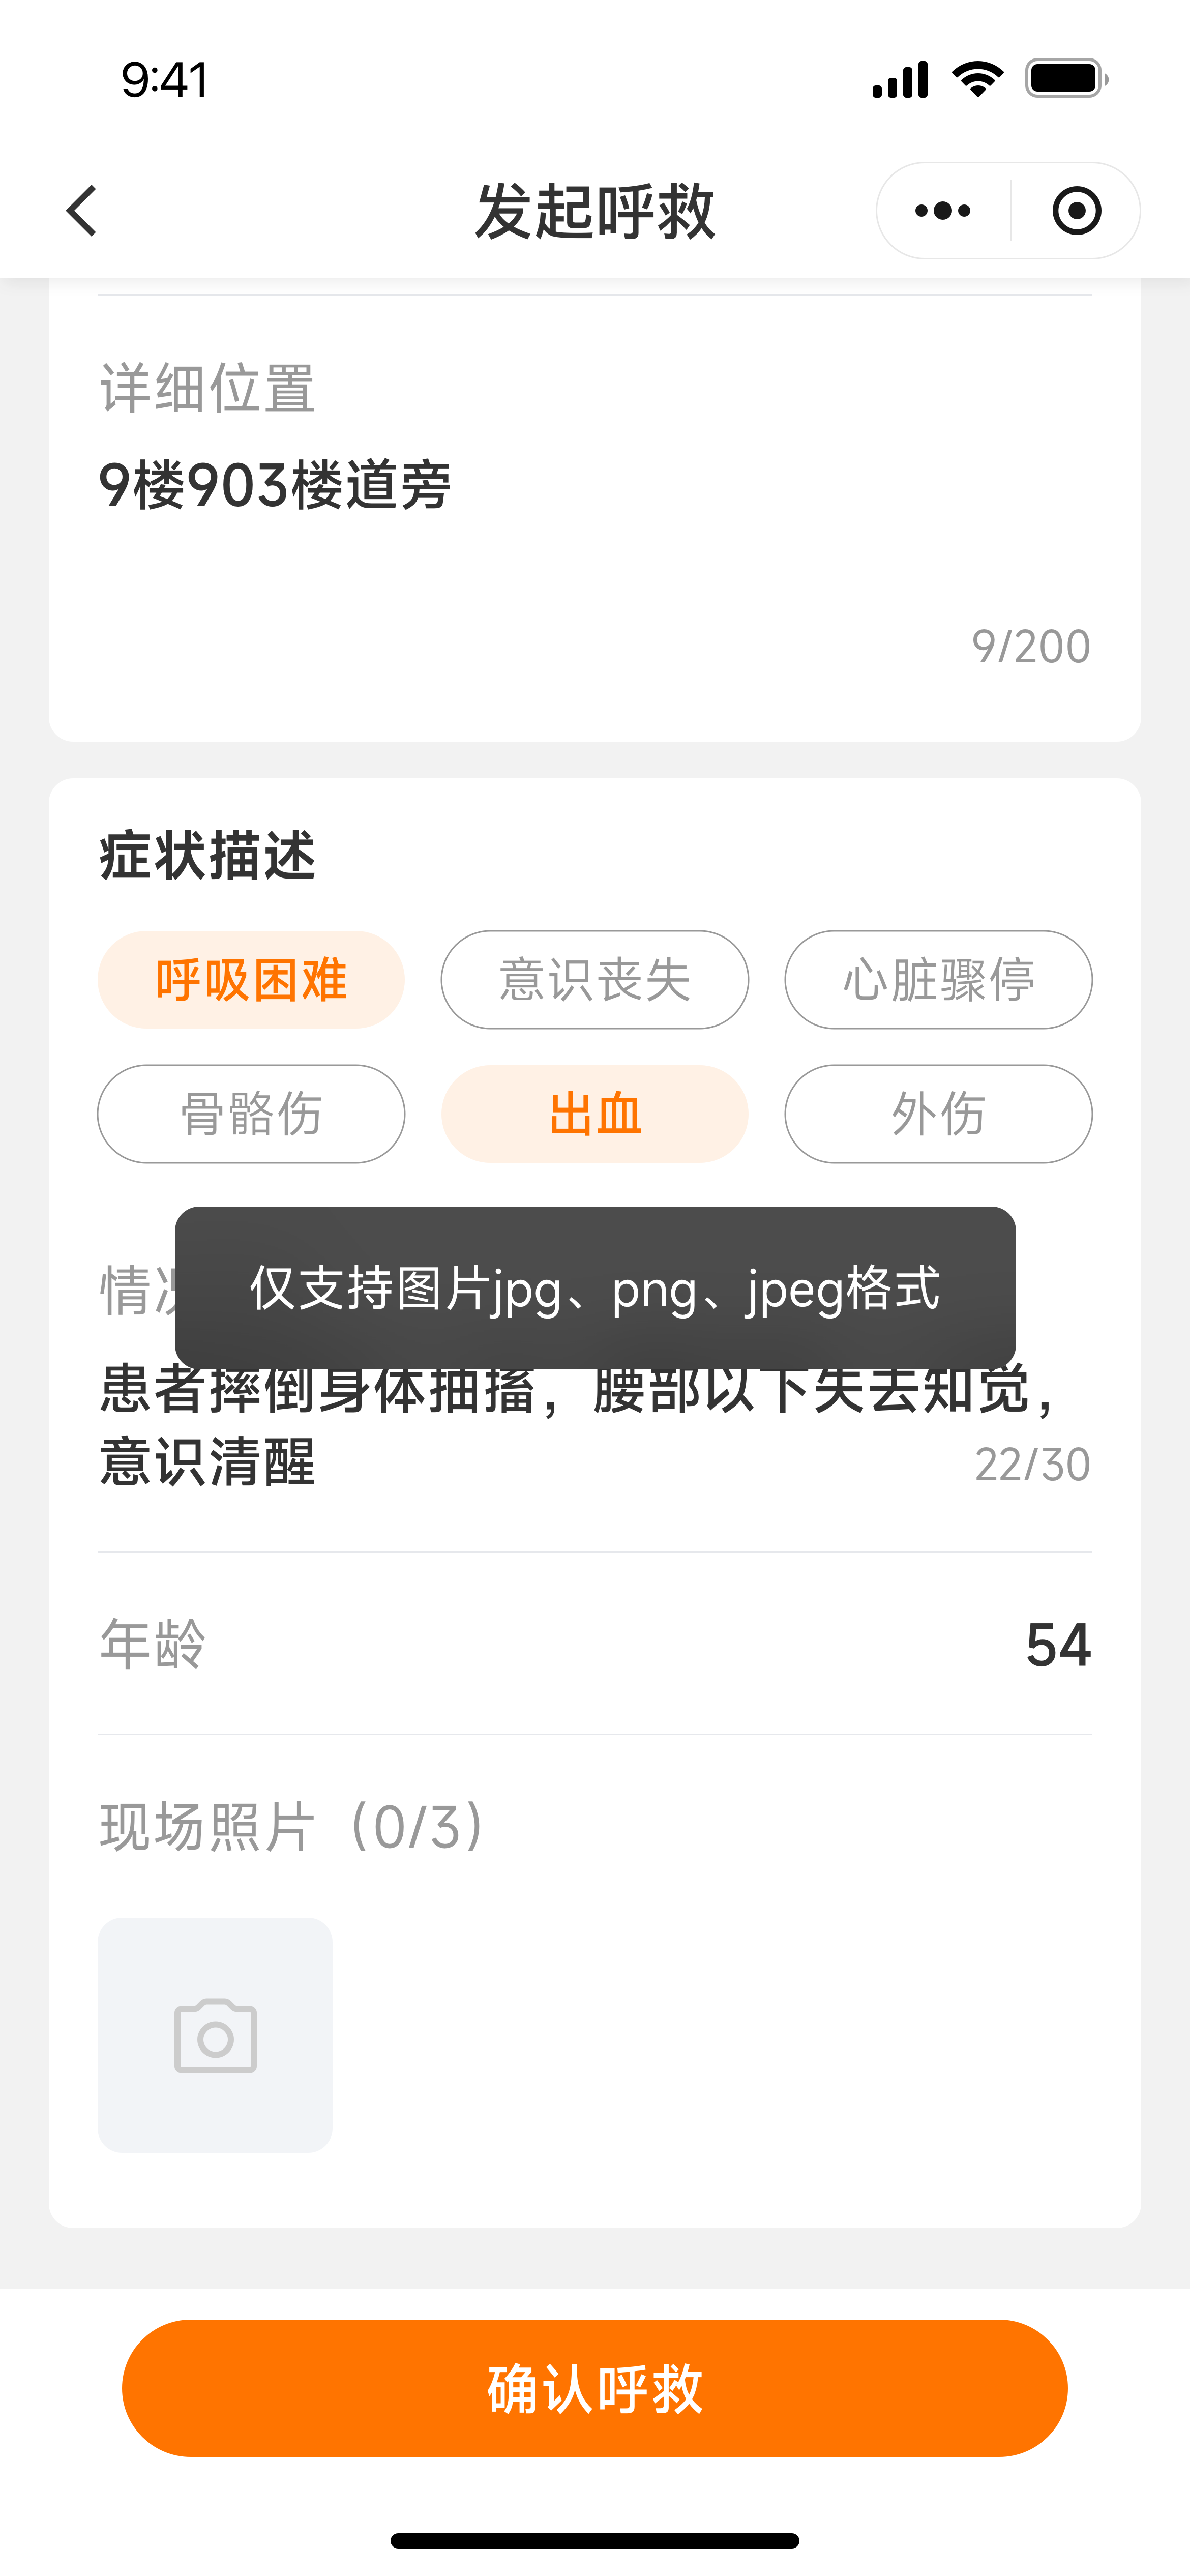 9:41
发起呼救
详细位置
9楼903楼道旁
9/200
症状描述
呼吸困难
意识丧失
心脏骤停
骨骼伤
出血
外伤
仅支持图片jpg、png、jpeg格式
患者摔倒身体抽搐，腰部以下失去知觉，
意识清醒
22/30
年龄
54
现场照片（0/3）
确认呼救